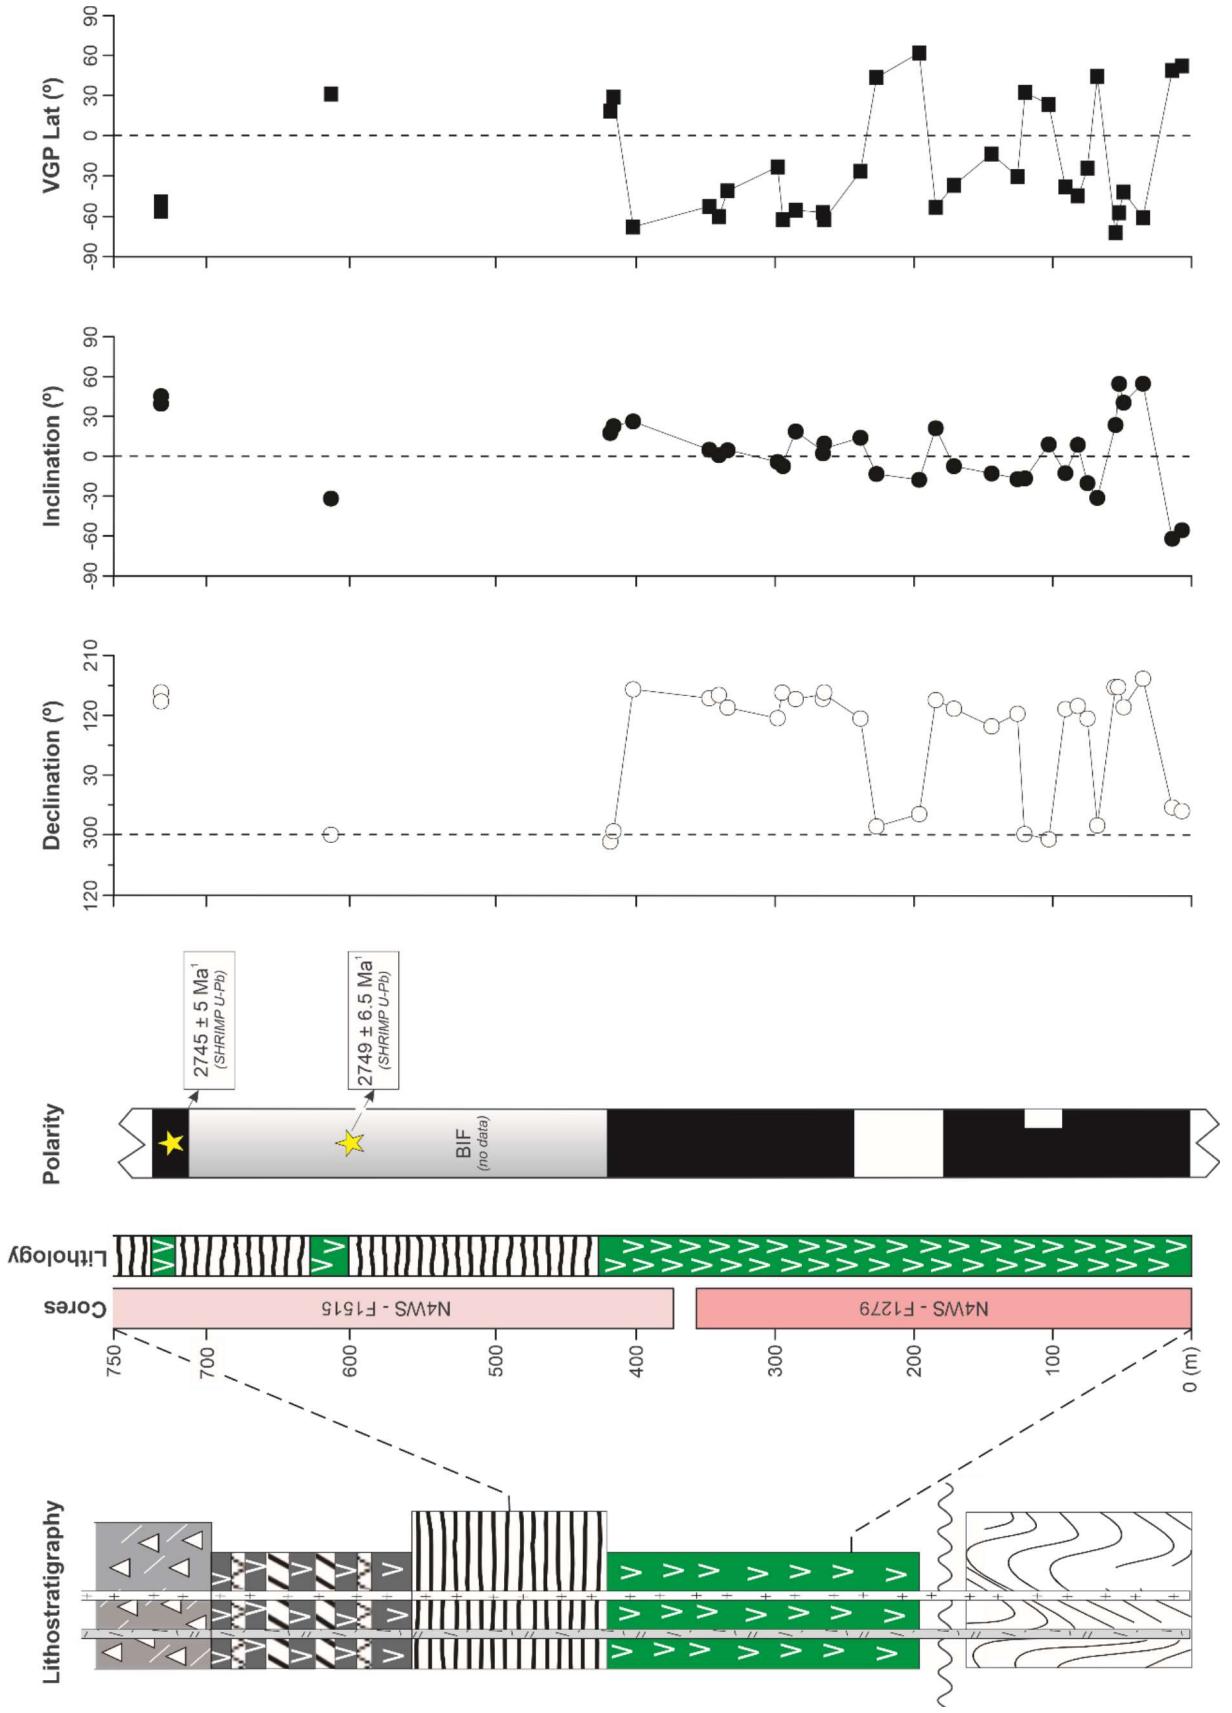 Lithostratigraphy
750
700
600
500
400
300
200
100
0 (m)
Cores
N4WS - F1515
N4WS - F1279
Lithology
Polarity
BIF
(no data)
2745 ± 5 Ma¹
(SHRIMP U-Pb)
2749 ± 6.5 Ma¹
(SHRIMP U-Pb)
Declination (º)
120
300
30
120
210
Inclination (º)
-90
-60
-30
0
30
60
90
VGP Lat (º)
-90
-60
-30
0
30
60
90